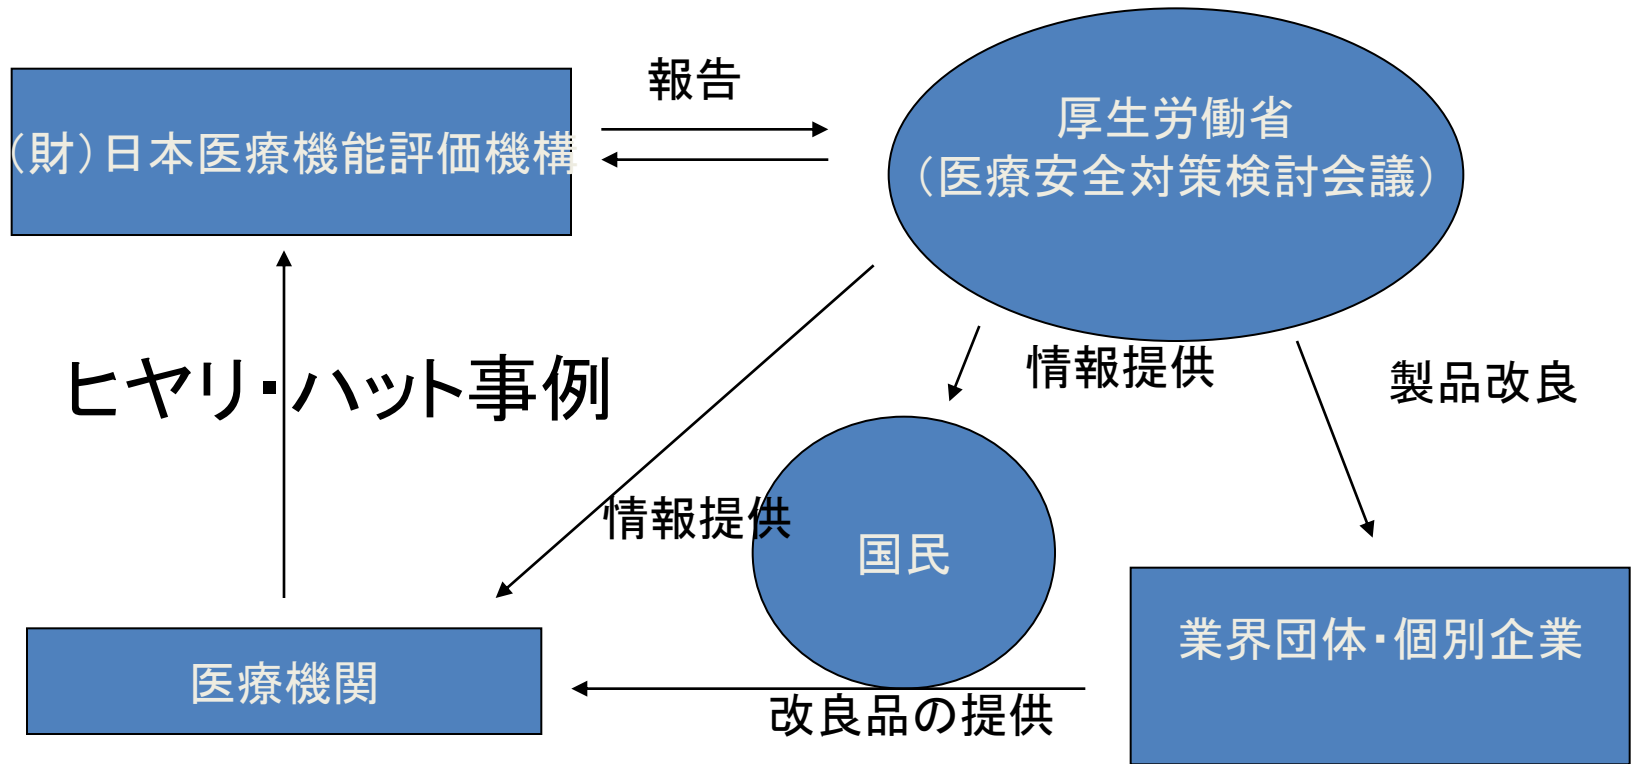 報告
(財)日本医療機能評価機構
厚生労働省
(医療安全対策検討会議)
ヒヤリ・ハット事例
情報提供
製品改良
情報提供
国民
業界団体・個別企業
医療機関
改良品の提供